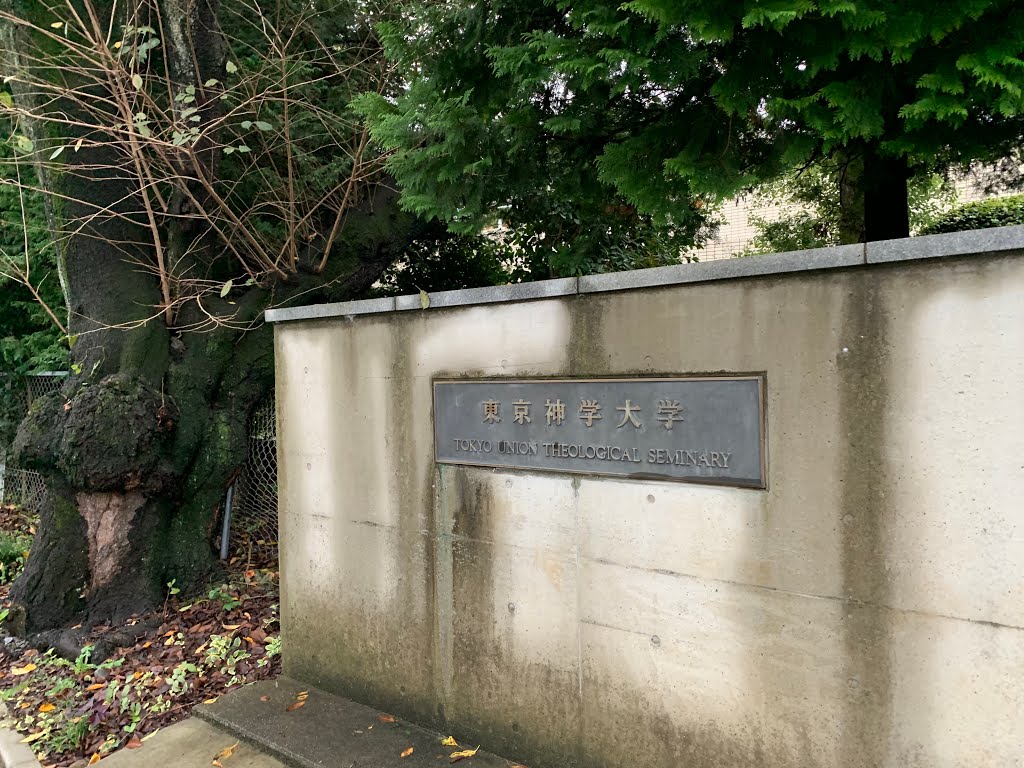 東京神学大学
TOKYO UNION THEOLOGICAL SEMINARY